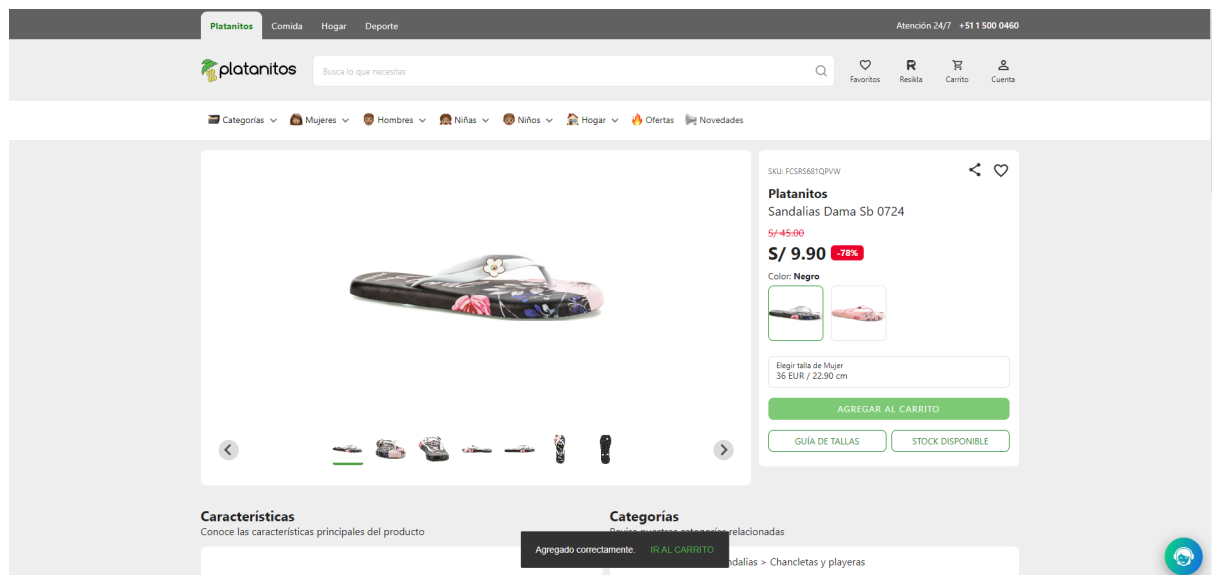 Platanitos Comida Hogar Deporte Atención 24/7 +51 1 500 0460
platanitos Busca lo que necesitas Favoritos Resikla Carrito Cuenta
Categorías Mujeres Hombres Niñas Niños Hogar Ofertas Novedades
SKU: FCSRS681QPVW
Platanitos
Sandalias Dama Sb 0724
S/ 45.00
S/ 9.90 -78%
Color: Negro
Elegir talla de Mujer
36 EUR / 22.90 cm
AGREGAR AL CARRITO
GUÍA DE TALLAS STOCK DISPONIBLE
Características
Conoce las características principales del producto
Categorías
relacionadas
Agregado correctamente. IR AL CARRITO
> Chancletas y playeras